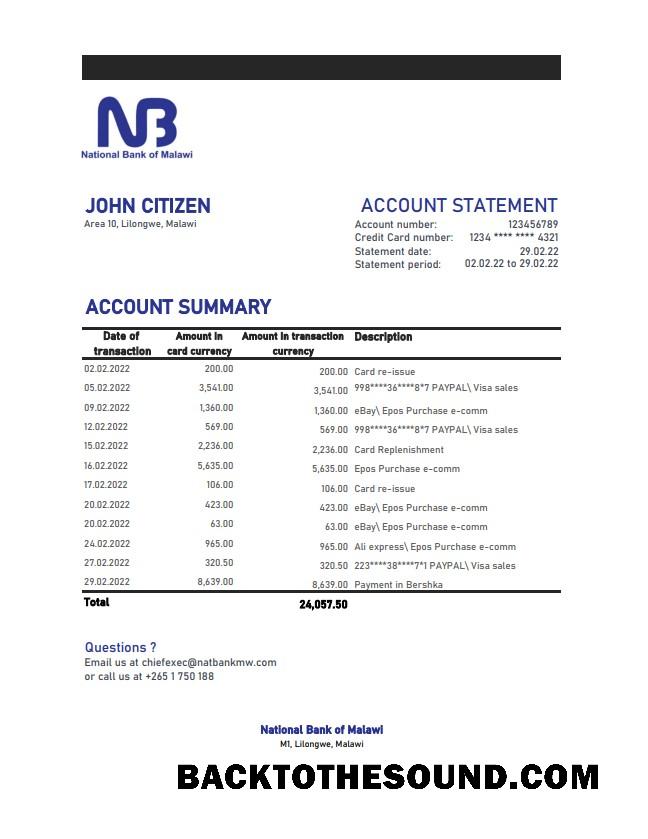 NB
National Bank of Malawi
JOHN CITIZEN
Area 10, Lilongwe, Malawi
ACCOUNT STATEMENT
Account number: 123456789
Credit Card number: 1234 **** **** 4321
Statement date: 29.02.22
Statement period: 02.02.22 to 29.02.22
ACCOUNT SUMMARY
Date of transaction Amount in card currency Amount in transaction currency Description
02.02.2022 200.00 200.00 Card re-issue
05.02.2022 3,541.00 3,541.00 998****36****8*7 PAYPAL\ Visa sales
09.02.2022 1,360.00 1,360.00 eBay\ Epos Purchase e-comm
12.02.2022 569.00 569.00 998****36****8*7 PAYPAL\ Visa sales
15.02.2022 2,236.00 2,236.00 Card Replenishment
16.02.2022 5,635.00 5,635.00 Epos Purchase e-comm
17.02.2022 106.00 106.00 Card re-issue
20.02.2022 423.00 423.00 eBay\ Epos Purchase e-comm
20.02.2022 63.00 63.00 eBay\ Epos Purchase e-comm
24.02.2022 965.00 965.00 Ali express\ Epos Purchase e-comm
27.02.2022 320.50 320.50 223****38****7*1 PAYPAL\ Visa sales
29.02.2022 8,639.00 8,639.00 Payment in Bershka
Total 24,057.50
Questions ?
Email us at chiefexec@natbankmw.com
or call us at +265 1 750 188
National Bank of Malawi
M1, Lilongwe, Malawi
BACKTOTHESOUND.COM